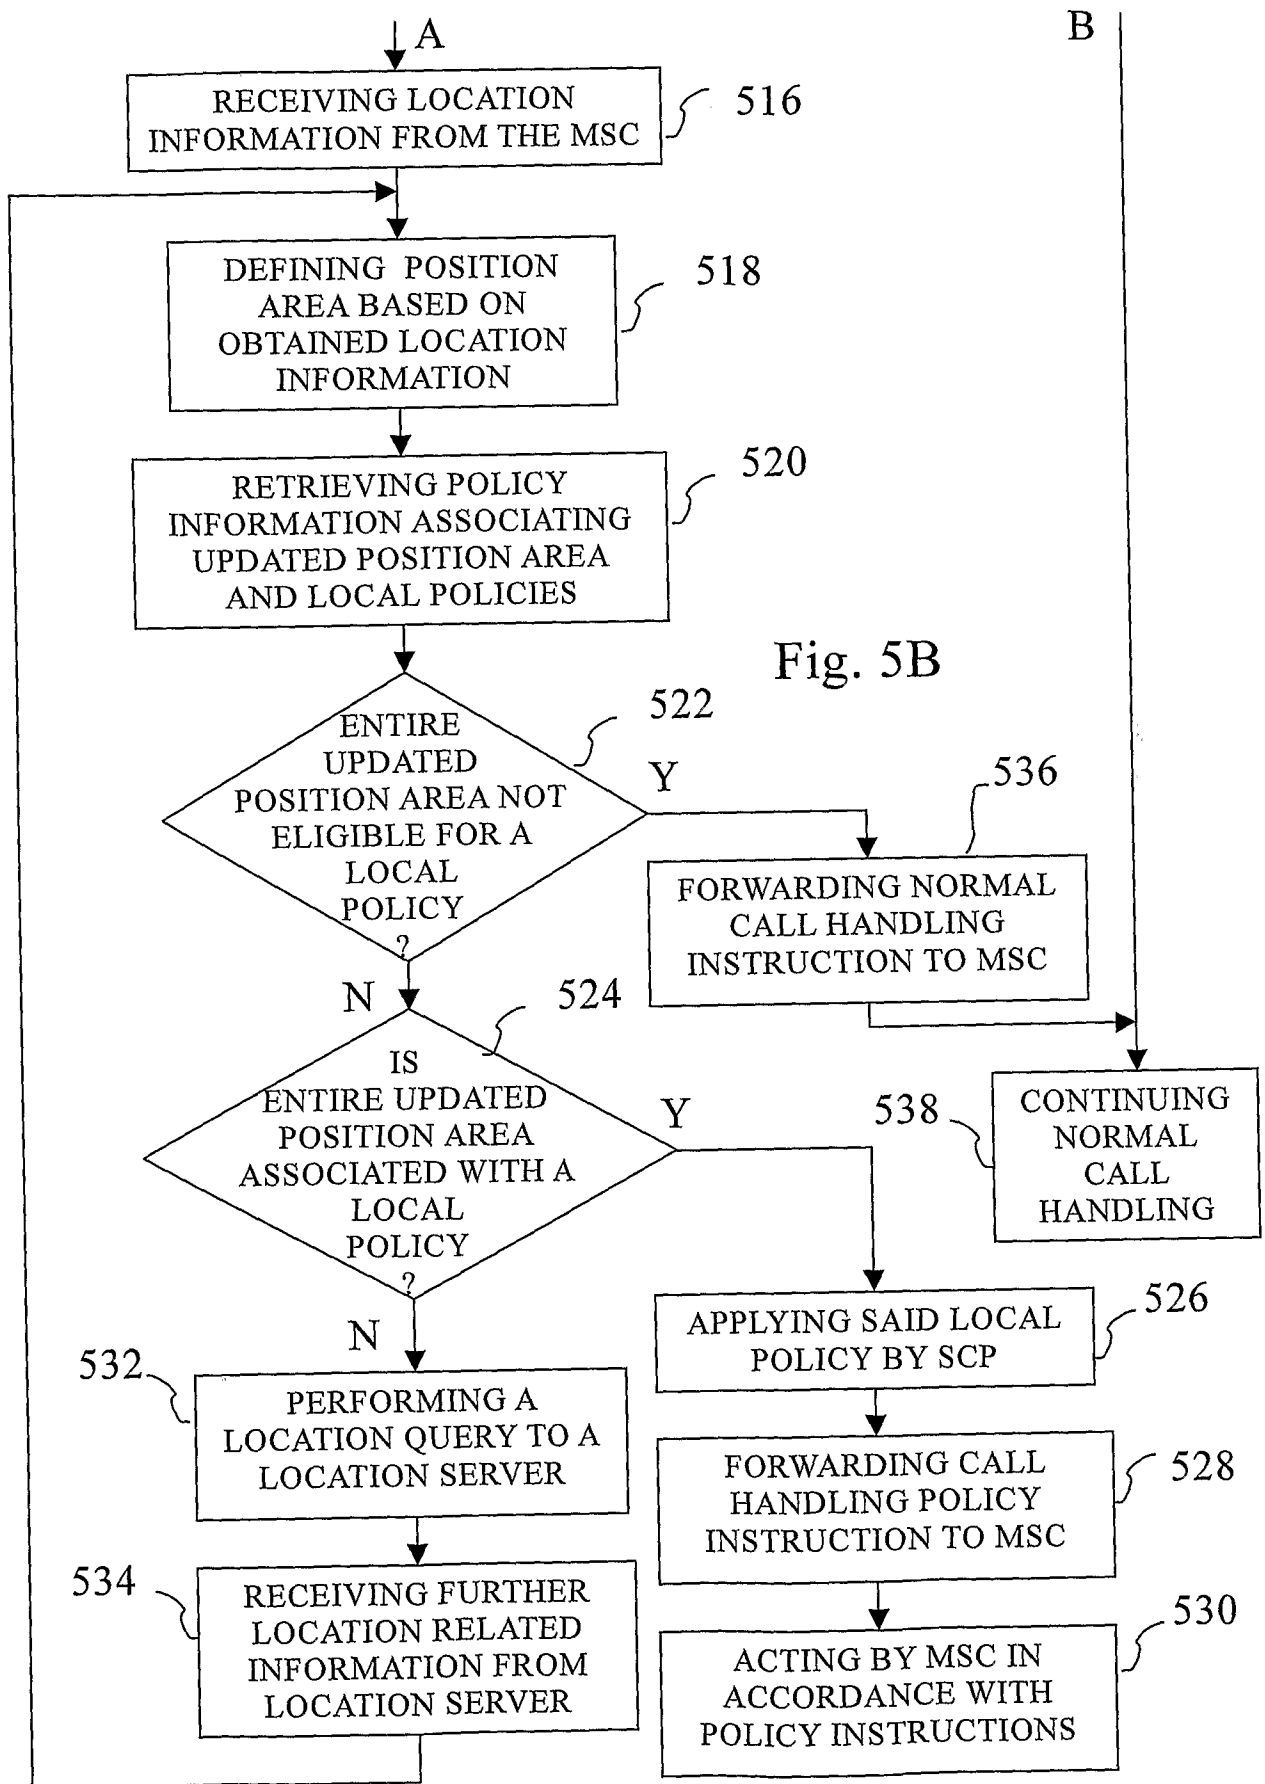 A
B
RECEIVING LOCATION
INFORMATION FROM THE MSC
516
DEFINING POSITION
AREA BASED ON
OBTAINED LOCATION
INFORMATION
518
RETRIEVING POLICY
INFORMATION ASSOCIATING
UPDATED POSITION AREA
AND LOCAL POLICIES
520
Fig. 5B
ENTIRE
UPDATED
POSITION AREA NOT
ELIGIBLE FOR A
LOCAL
POLICY
?
522
Y
536
FORWARDING NORMAL
CALL HANDLING
INSTRUCTION TO MSC
N
524
IS
ENTIRE UPDATED
POSITION AREA
ASSOCIATED WITH A
LOCAL
POLICY
?
Y
538
CONTINUING
NORMAL
CALL
HANDLING
N
526
APPLYING SAID LOCAL
POLICY BY SCP
532
PERFORMING A
LOCATION QUERY TO A
LOCATION SERVER
528
FORWARDING CALL
HANDLING POLICY
INSTRUCTION TO MSC
534
RECEIVING FURTHER
LOCATION RELATED
INFORMATION FROM
LOCATION SERVER
530
ACTING BY MSC IN
ACCORDANCE WITH
POLICY INSTRUCTIONS